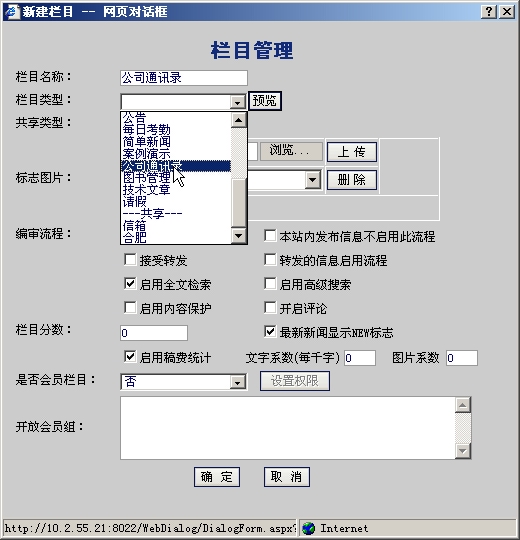 新建栏目 -- 网页对话框
栏目管理
栏目名称： 公司通讯录
栏目类型： 预览
公告
每日考勤
共享类型： 简单新闻
案例演示 浏览... 上 传
公司通讯录
标志图片： 图书管理 删 除
技术文章
请假
---共享---
信箱
编审流程： 合肥 本站内发布信息不启用此流程
接受转发 转发的信息启用流程
启用全文检索 启用高级搜索
启用内容保护 开启评论
栏目分数： 0 最新新闻显示NEW标志
启用稿费统计 文字系数(每千字) 0 图片系数 0
是否会员栏目： 否 设置权限
开放会员组：
确 定 取 消
http://10.2.55.21:8022/WebDialog/DialogForm.aspx? Internet